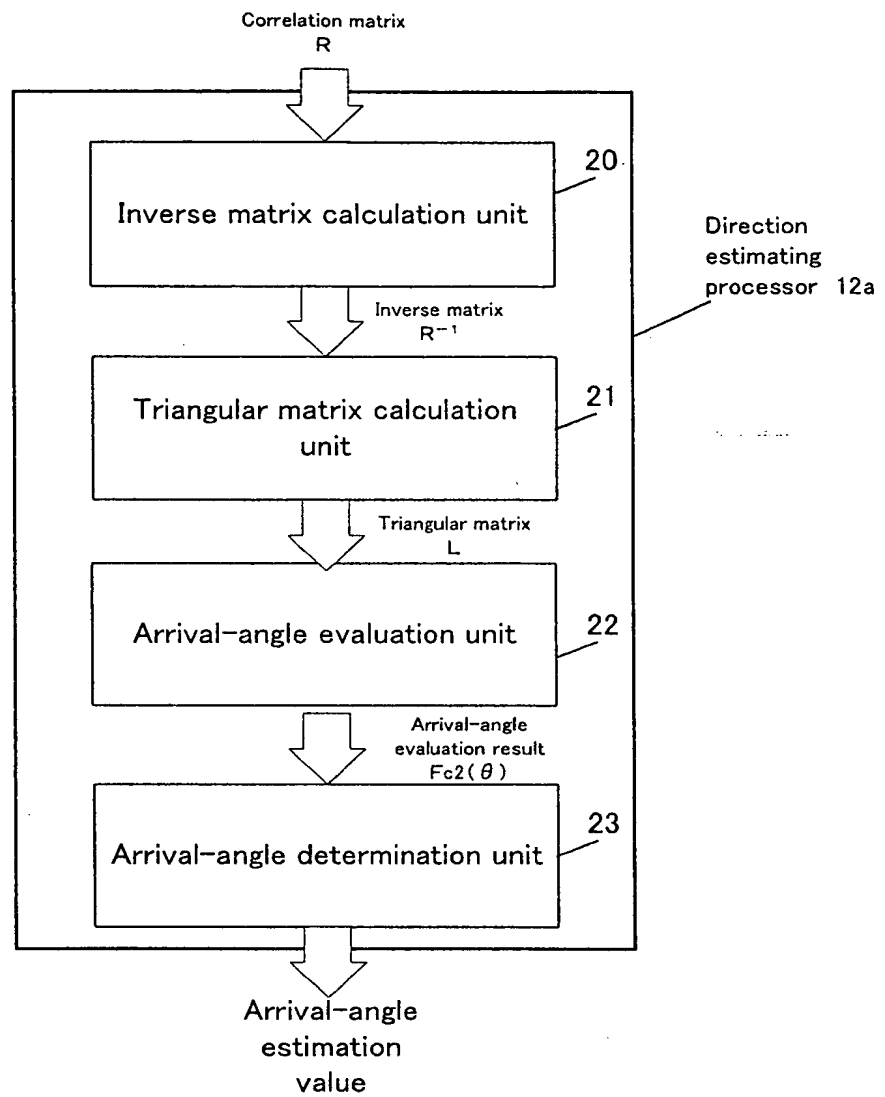 Correlation matrix
R
20
Inverse matrix calculation unit
Direction
estimating
processor 12a
Inverse matrix
R⁻¹
21
Triangular matrix calculation
unit
Triangular matrix
L
22
Arrival-angle evaluation unit
Arrival-angle
evaluation result
Fc2(θ)
23
Arrival-angle determination unit
Arrival-angle
estimation
value